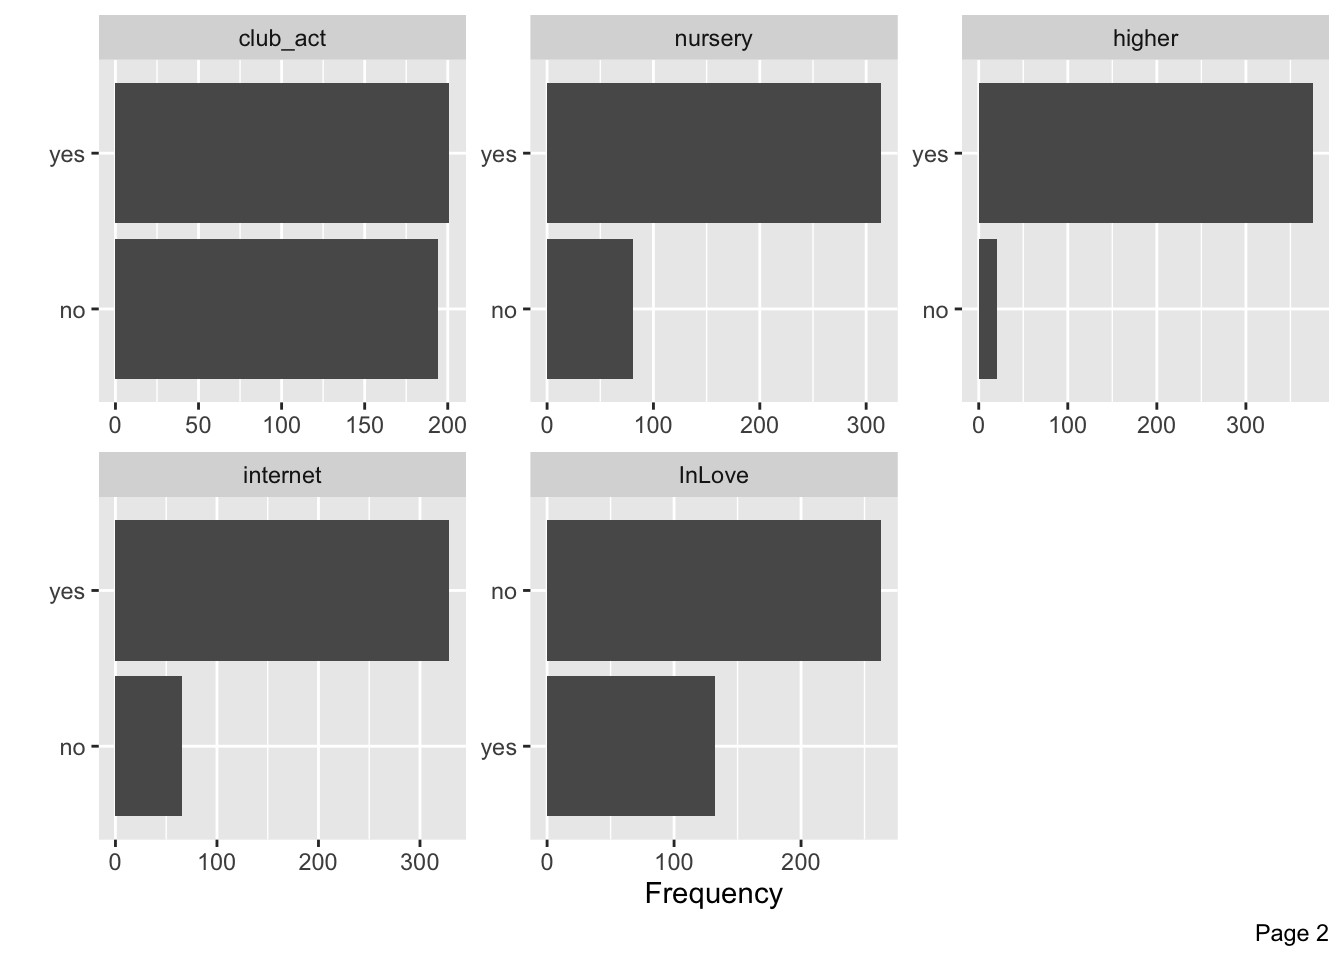 club_act nursery higher
yes yes yes
no no no
0 50 100 150 200 0 100 200 300 0 100 200 300
internet InLove
yes no
no yes
0 100 200 300 0 100 200
Frequency
Page 2